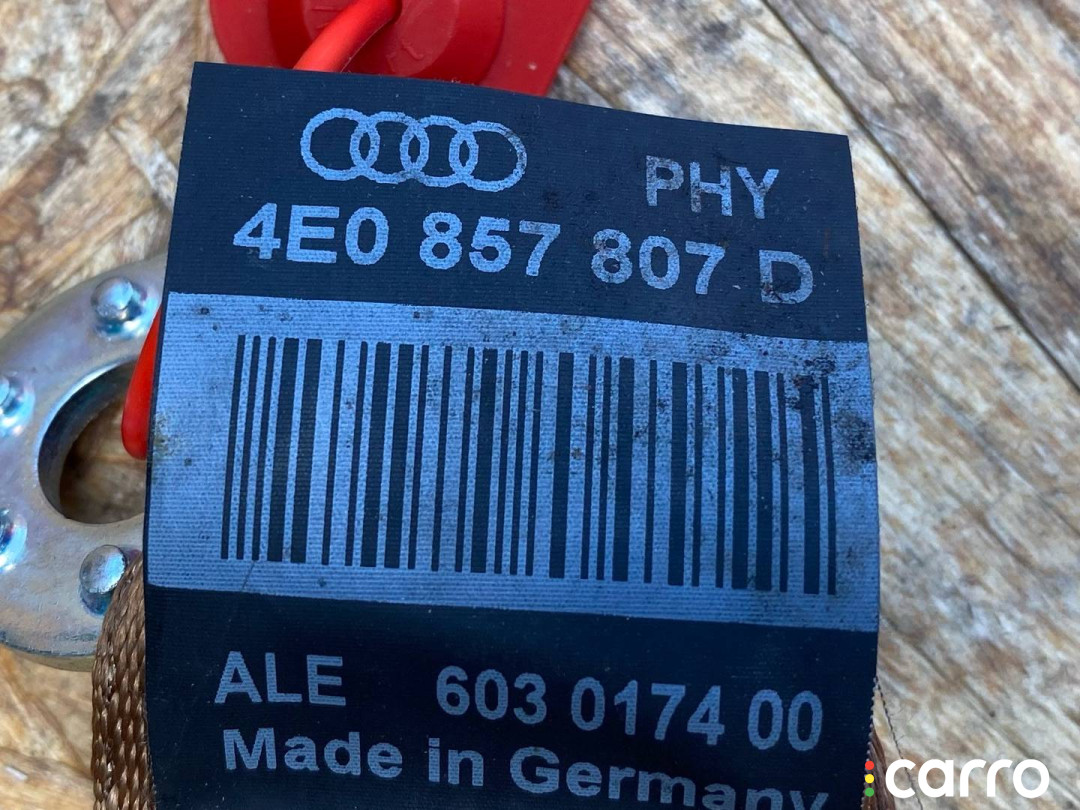 PHY
4E0 857 807 D
ALE 603 0174 00
Made in Germany
carro